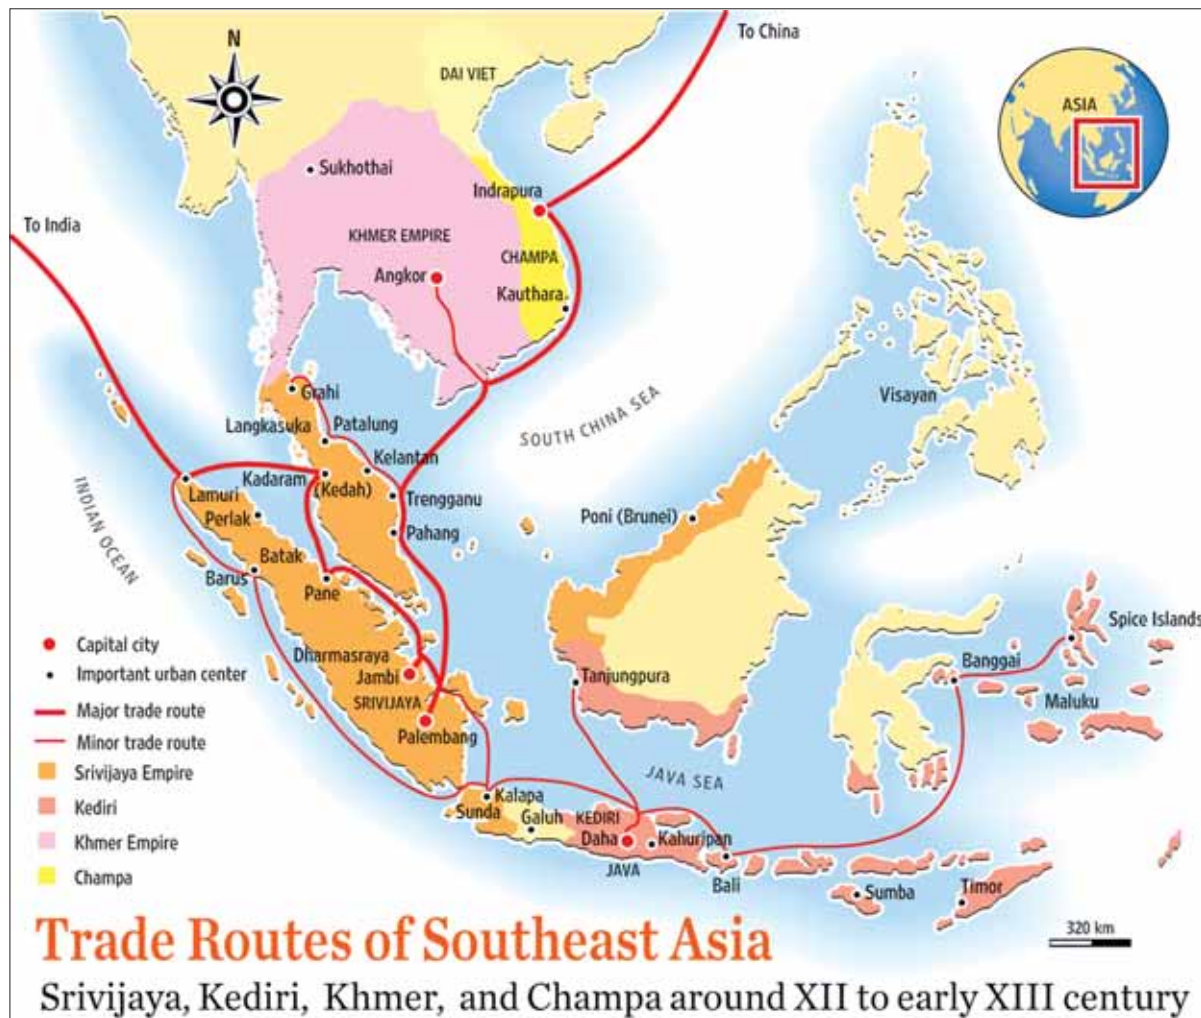 To China
N
DAI VIET
ASIA
Sukhothai
Indrapura
To India
KHMER EMPIRE
CHAMPA
Angkor
Kauthara
Grahi
Visayan
Langkasuka
Patalung
SOUTH CHINA SEA
Kelantan
Kadaram
(Kedah)
INDIAN OCEAN
Lamuri
Trengganu
Perlak
Poni (Brunei)
Pahang
Batak
Barus
Pane
Spice Islands
Capital city
Dharmasraya
Banggai
Important urban center
Jambi
Tanjungpura
SRIVIJAYA
Maluku
Major trade route
Palembang
Minor trade route
Srivijaya Empire
JAVA SEA
Kalapa
Kediri
Sunda
Galuh
KEDIRI
Daha
Kahuripan
Khmer Empire
JAVA
Bali
Sumba
Timor
Champa
320 km
Trade Routes of Southeast Asia
Srivijaya, Kediri, Khmer, and Champa around XII to early XIII century